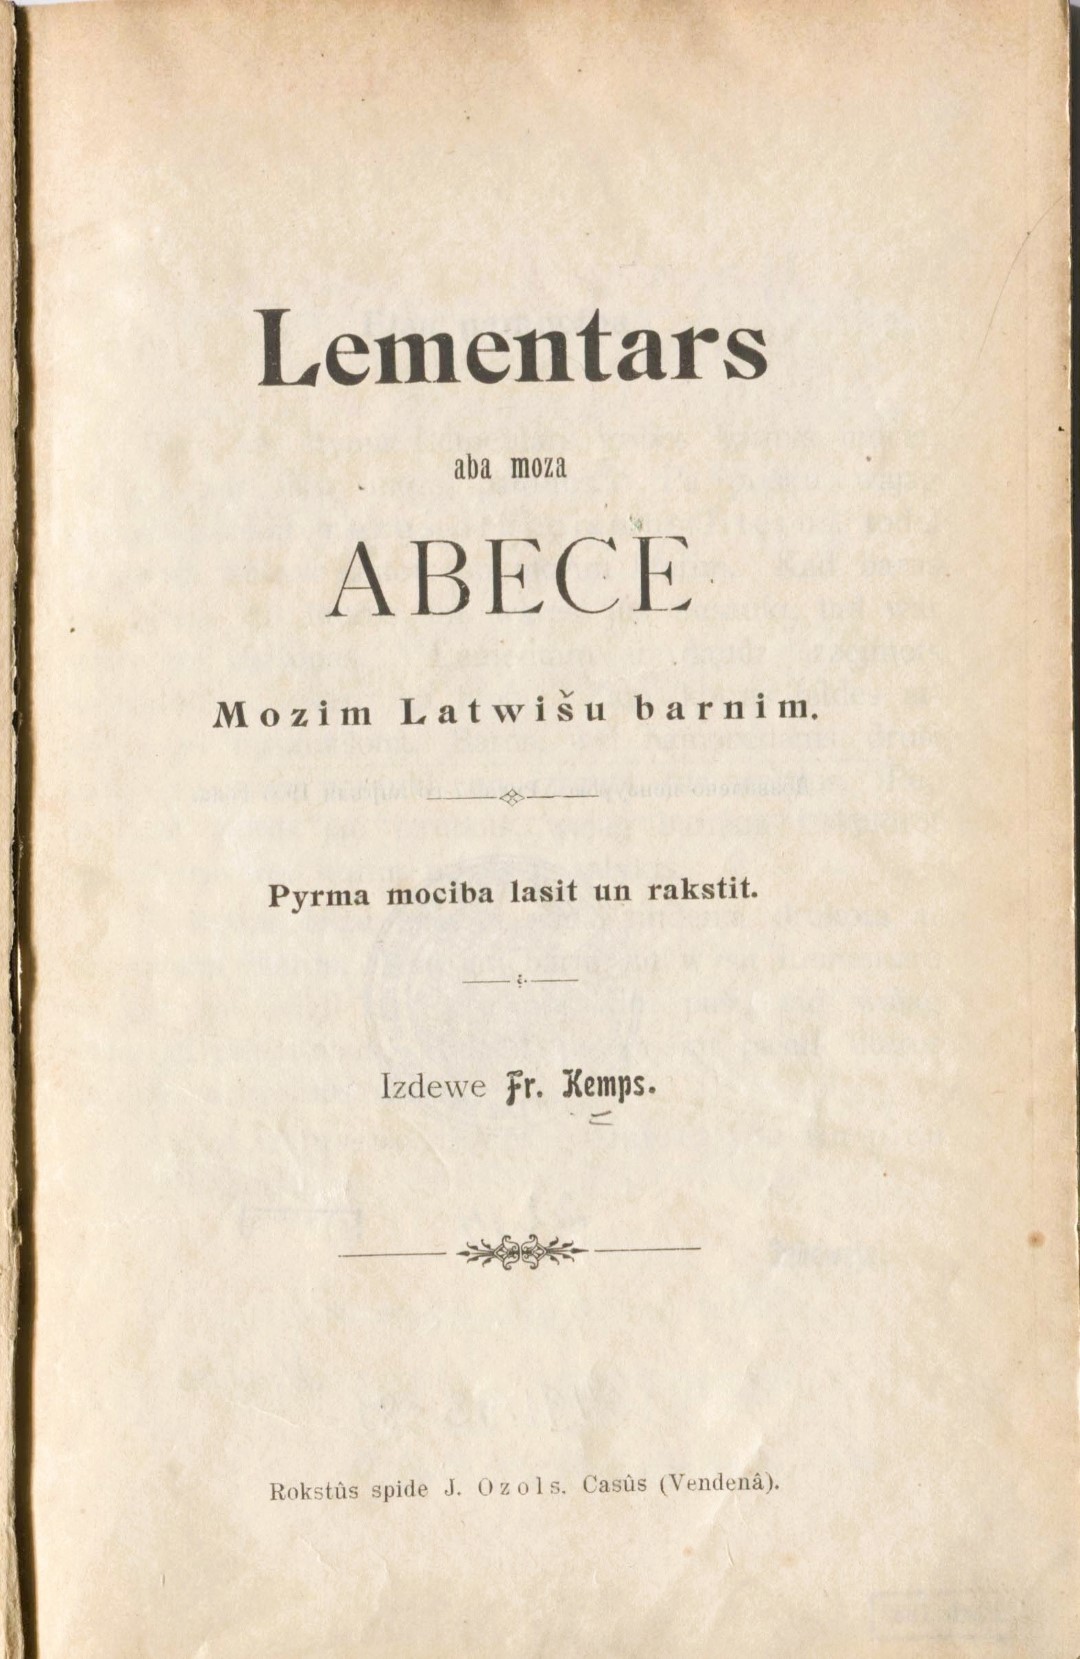 Lementars
aba moza
ABECE
Mozim Latwišu barnim.
Pyrma mociba lasit un rakstit.
Izdewe Fr. Kemps.
Rokstûs spide J. Ozols. Casûs (Vendenâ).